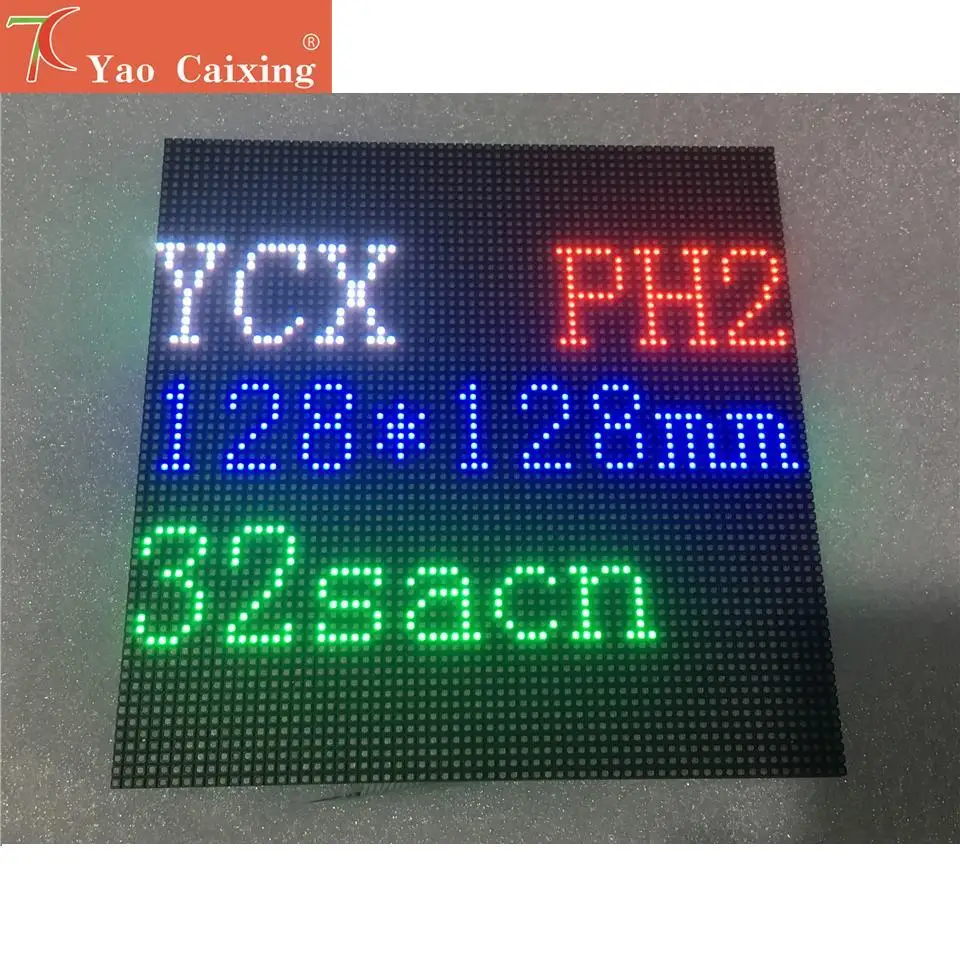 Yao Caixing ®
YCX PH2
128*128mm
32sacn